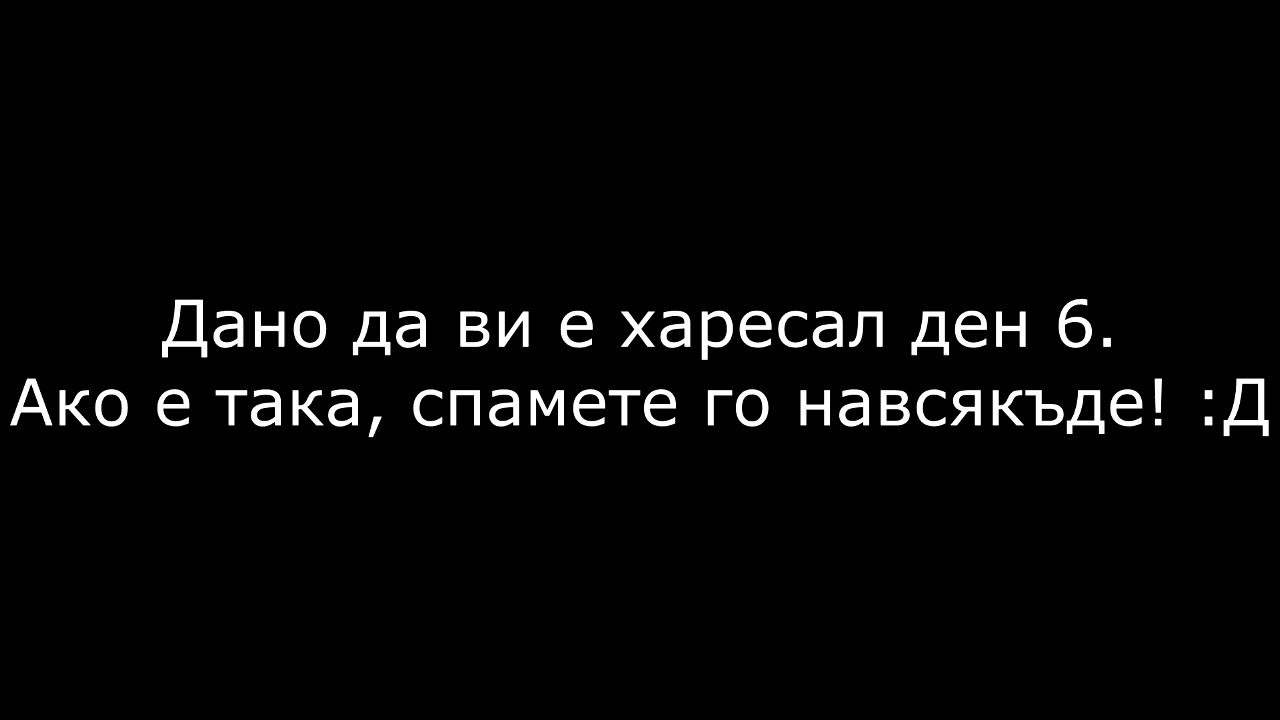 Дано да ви е харесал ден 6.
Ако е така, спамете го навсякъде! :Д